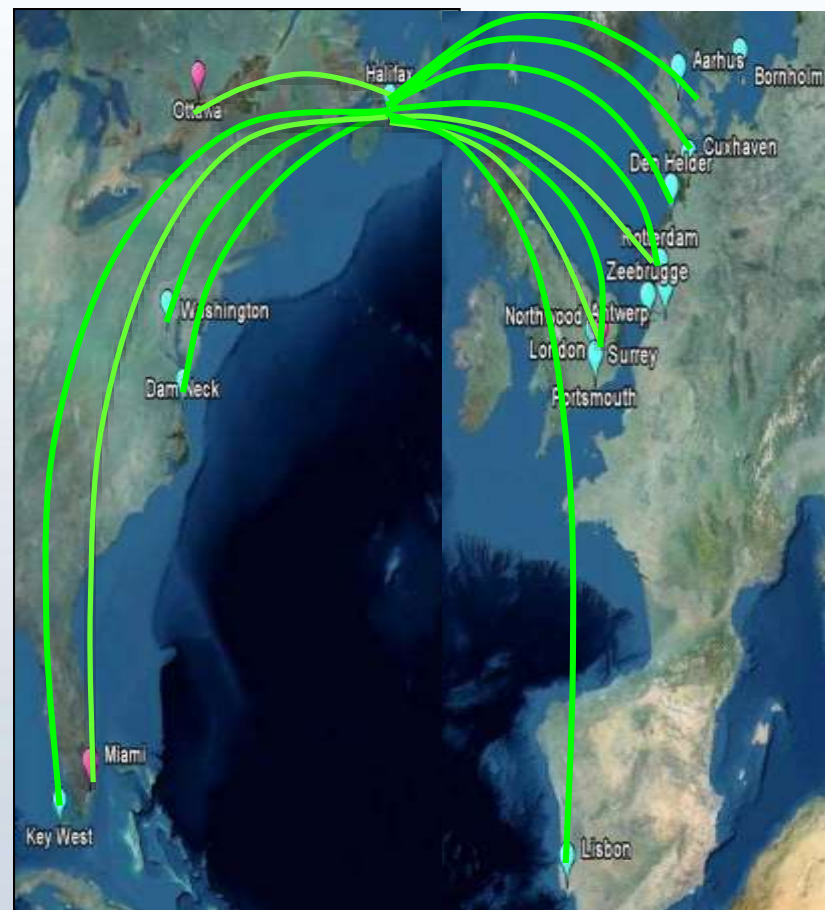 Halifax
Ottawa
Washington
Dam Neck
Miami
Key West
Aarhus
Bornholm
Cuxhaven
Den Helder
Rotterdam
Zeebrugge
Northwood
Antwerp
London
Surrey
Portsmouth
Lisbon